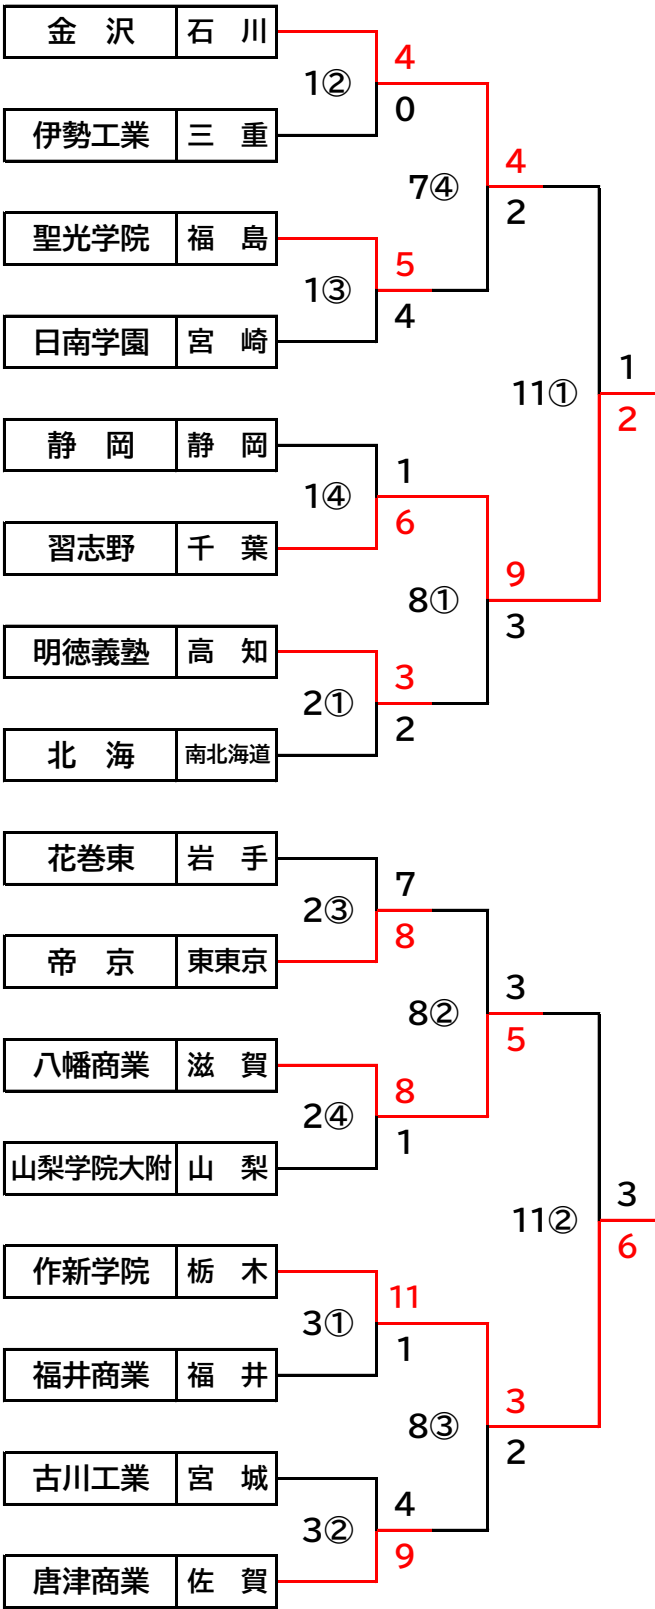 金 沢 石 川
4
1②
0
伊勢工業 三 重
4
7④
2
聖光学院 福 島
5
1③
4
日南学園 宮 崎
1
11①
2
静 岡 静 岡
1
1④
6
習志野 千 葉
9
8①
3
明徳義塾 高 知
3
2①
2
北 海 南北海道
花巻東 岩 手
7
2③
8
帝 京 東東京
3
8②
5
八幡商業 滋 賀
8
2④
1
山梨学院大附 山 梨
3
11②
6
作新学院 栃 木
11
3①
1
福井商業 福 井
3
8③
2
古川工業 宮 城
4
3②
9
唐津商業 佐 賀